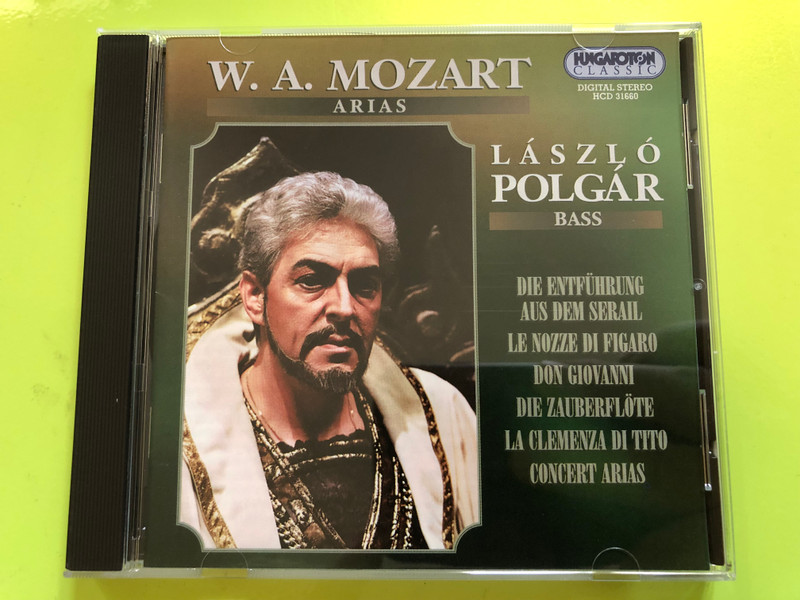 W. A. MOZART
ARIAS
HUNGAROTON
CLASSIC
DIGITAL STEREO
HCD 31660
LÁSZLÓ
POLGÁR
BASS
DIE ENTFÜHRUNG
AUS DEM SERAIL
LE NOZZE DI FIGARO
DON GIOVANNI
DIE ZAUBERFLÖTE
LA CLEMENZA DI TITO
CONCERT ARIAS